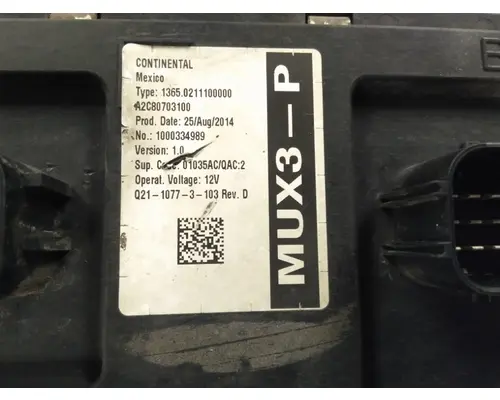 CONTINENTAL
Mexico
Type: 1365.0211100000
A2C80703100
Prod. Date: 25/Aug/2014
No.: 1000334989
Version: 1.0
Sup. 01035AC/QAC:2
Operat. Voltage: 12V
Q21-1077-3-103 Rev. D
MUX3-P